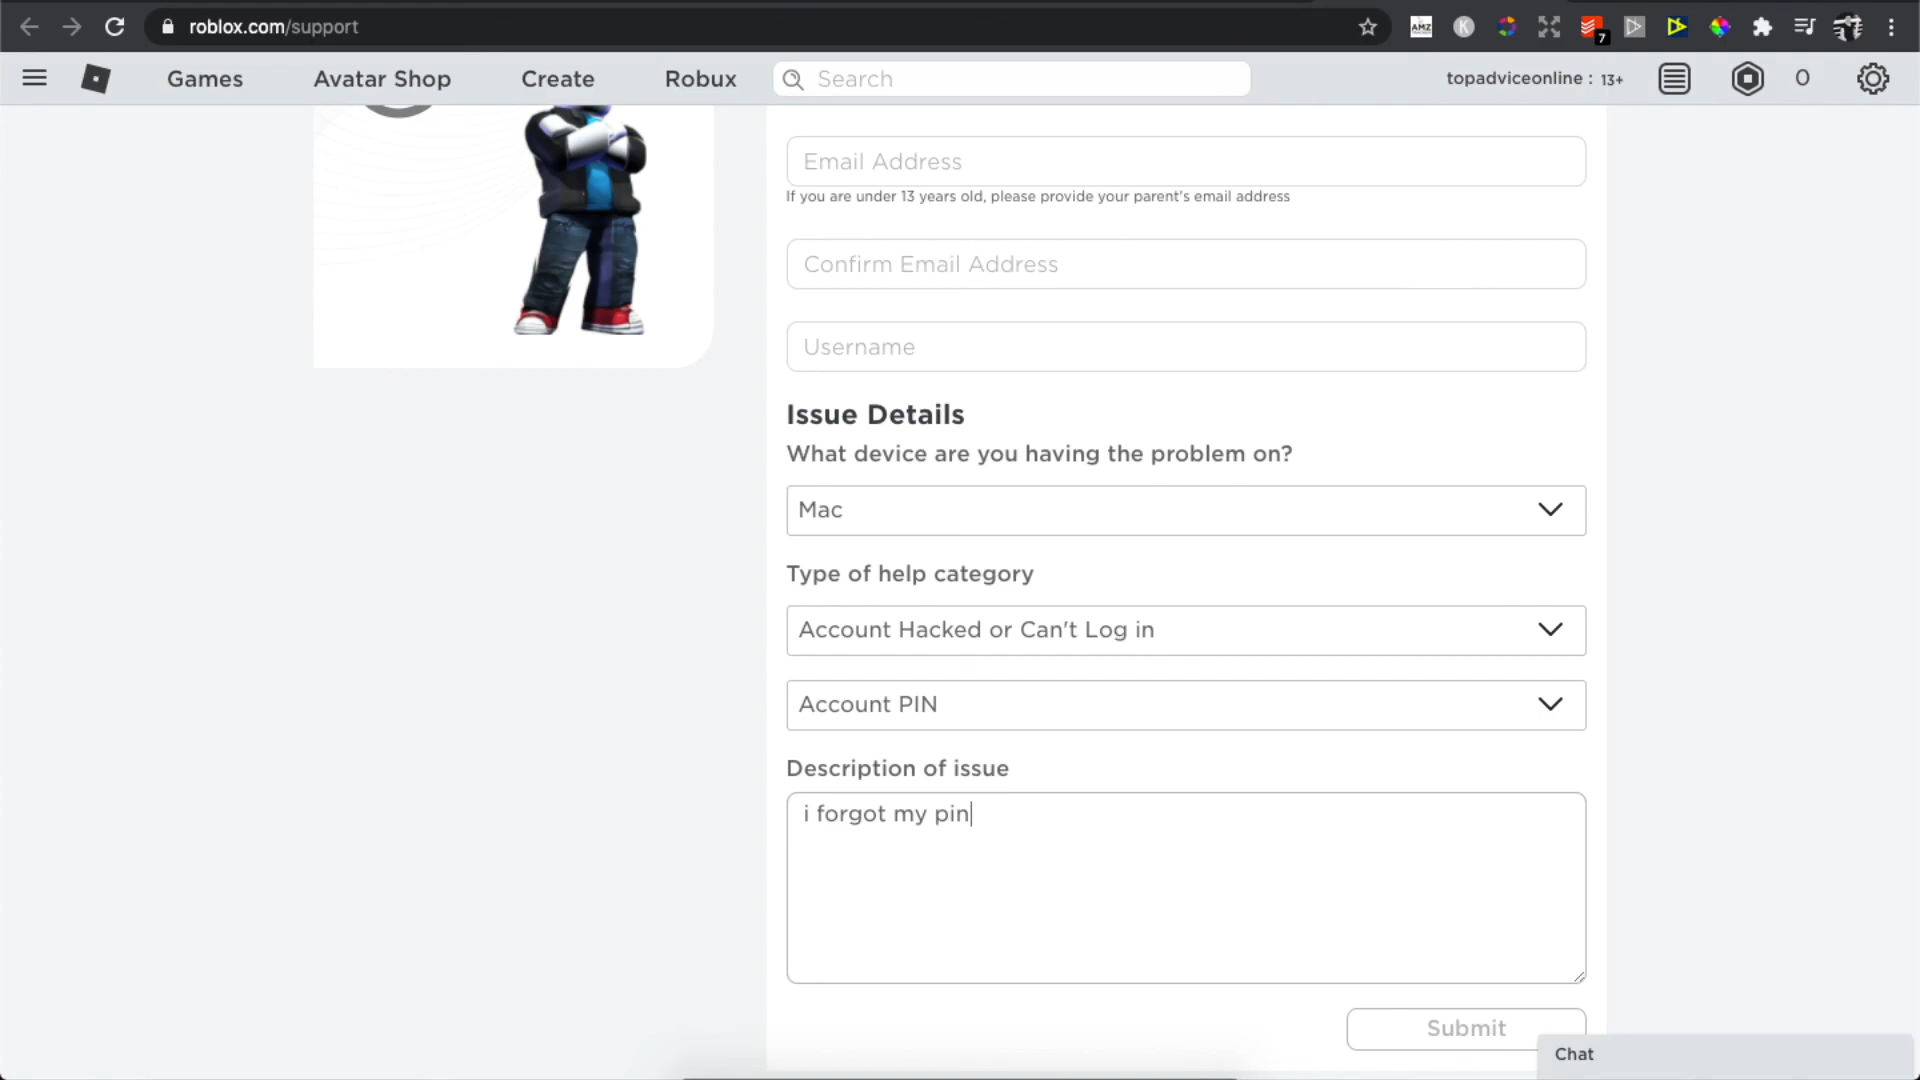 roblox.com/support
AMZ
K
7
Games
Avatar Shop
Create
Robux
Search
topadviceonline : 13+
0
Email Address
If you are under 13 years old, please provide your parent's email address
Confirm Email Address
Username
Issue Details
What device are you having the problem on?
Mac
Type of help category
Account Hacked or Can't Log in
Account PIN
Description of issue
i forgot my pin
Submit
Chat